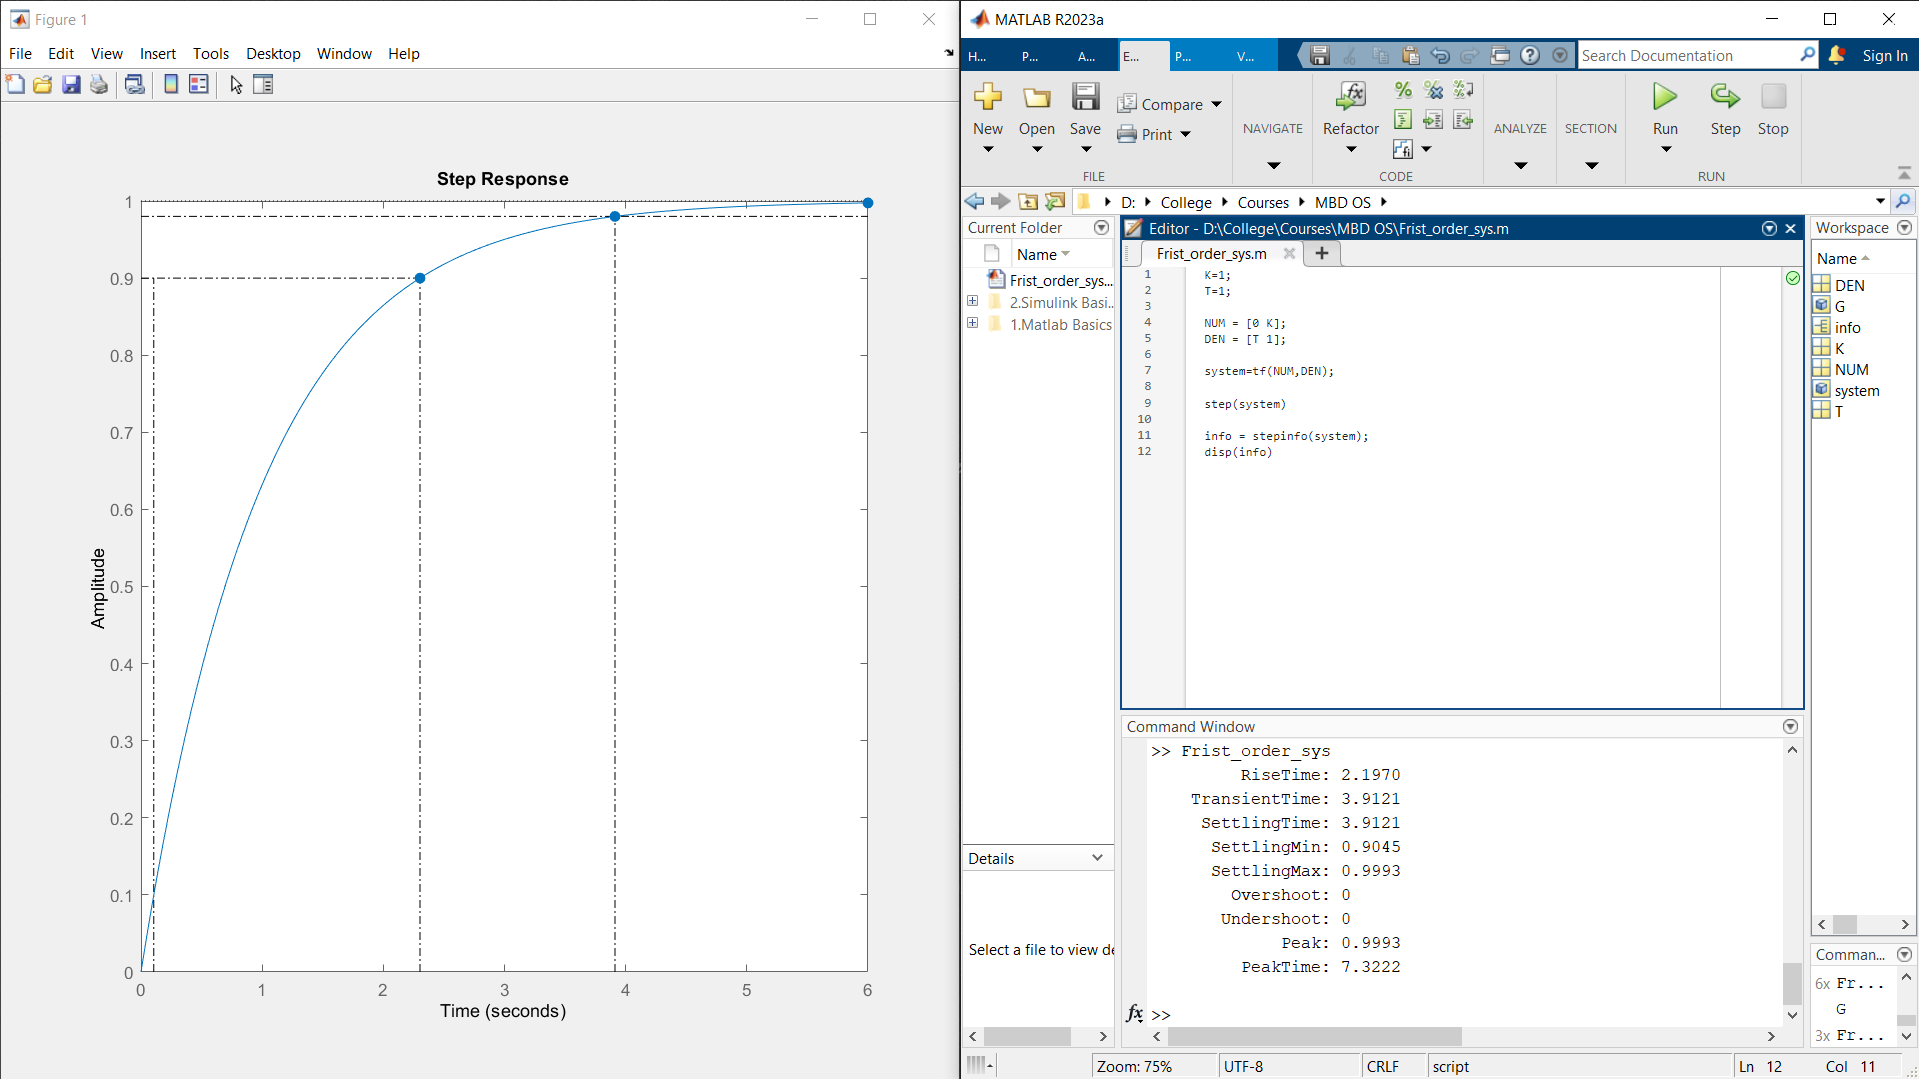 Figure 1
File Edit View Insert Tools Desktop Window Help
Step Response
1
0.9
0.8
0.7
0.6
0.5
0.4
0.3
0.2
0.1
0
Amplitude
0 1 2 3 4 5 6
Time (seconds)
MATLAB R2023a
H... P... A... E... P... V...
Search Documentation
Sign In
New Open Save
Compare
Print
NAVIGATE
Refactor
ANALYZE SECTION
Run Step Stop
FILE CODE RUN
D: College Courses MBD OS
Current Folder
Name
Frist_order_sys...
2.Simulink Basi...
1.Matlab Basics
Details
Select a file to view de
Editor - D:\College\Courses\MBD OS\Frist_order_sys.m
Frist_order_sys.m
1 K=1;
2 T=1;
3
4 NUM = [0 K];
5 DEN = [T 1];
6
7 system=tf(NUM,DEN);
8
9 step(system)
10
11 info = stepinfo(system);
12 disp(info)
Command Window
>> Frist_order_sys
RiseTime: 2.1970
TransientTime: 3.9121
SettlingTime: 3.9121
SettlingMin: 0.9045
SettlingMax: 0.9993
Overshoot: 0
Undershoot: 0
Peak: 0.9993
PeakTime: 7.3222
fx >>
Workspace
Name
DEN
G
info
K
NUM
system
T
Comman...
6x Fr...
G
3x Fr...
Zoom: 75% UTF-8 CRLF script Ln 12 Col 11